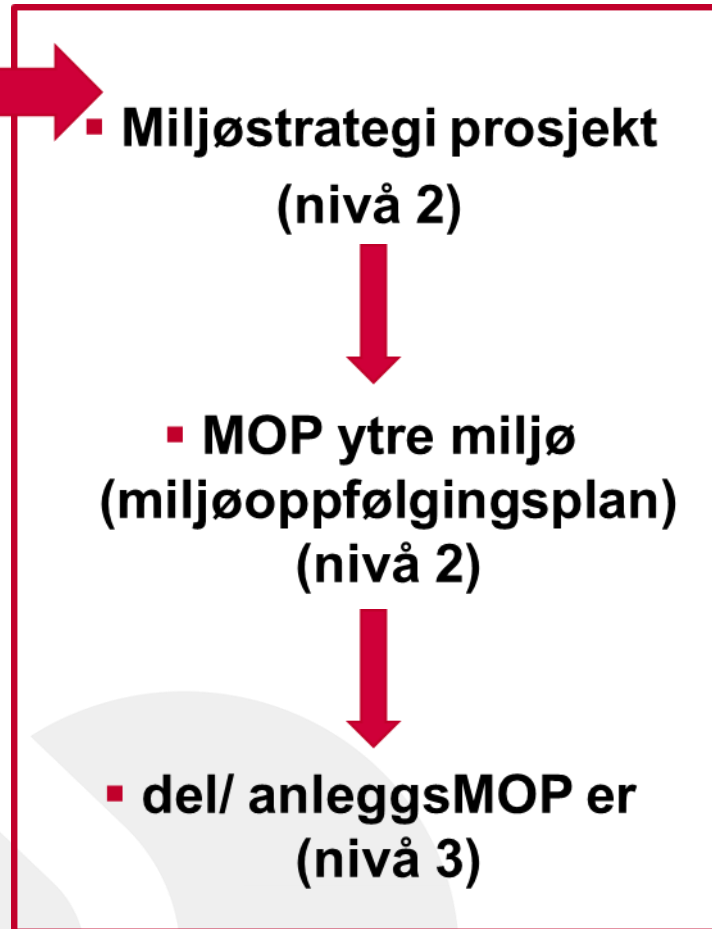 ▪ Miljøstrategi prosjekt
(nivå 2)
▪ MOP ytre miljø
(miljøoppfølgingsplan)
(nivå 2)
▪ del/ anleggsMOP er
(nivå 3)